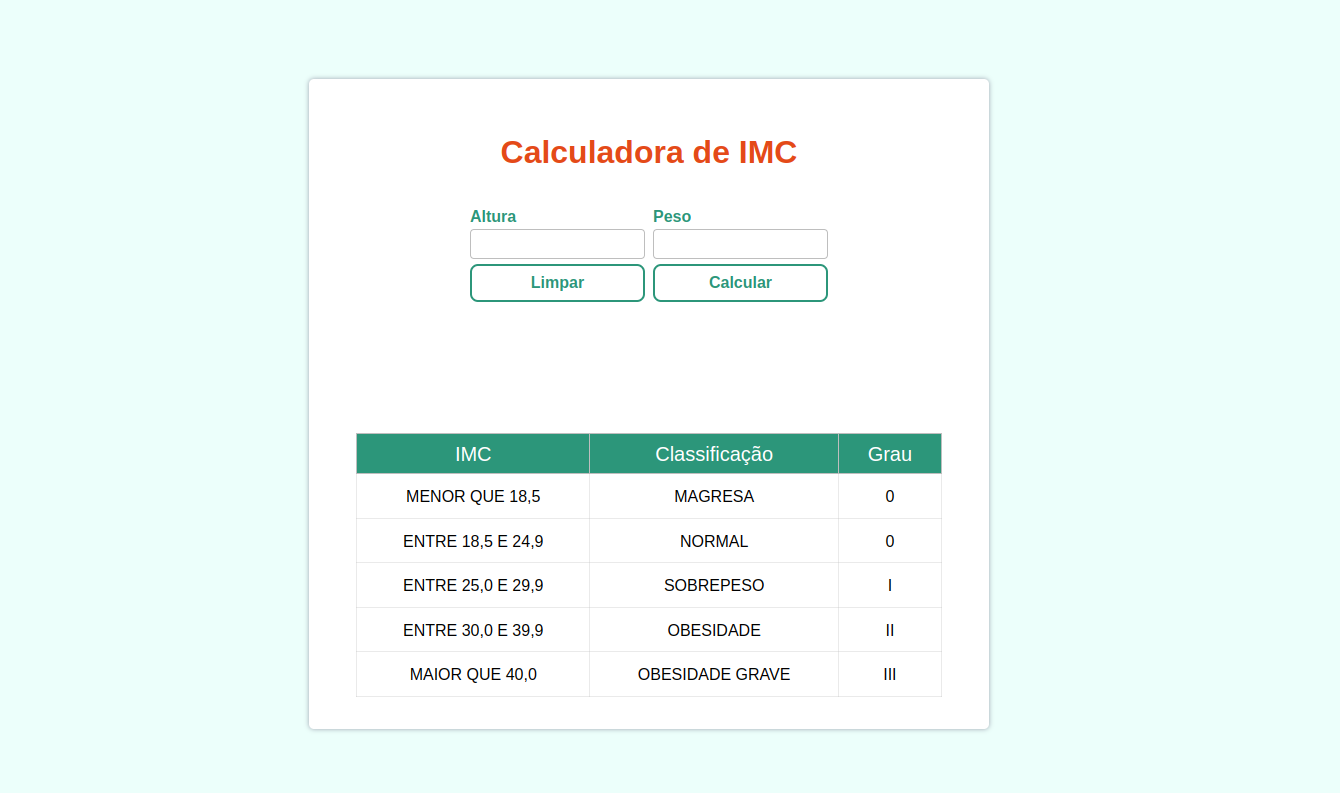 Calculadora de IMC
Altura Peso
Limpar Calcular
IMC Classificação Grau
MENOR QUE 18,5 MAGRESA 0
ENTRE 18,5 E 24,9 NORMAL 0
ENTRE 25,0 E 29,9 SOBREPESO I
ENTRE 30,0 E 39,9 OBESIDADE II
MAIOR QUE 40,0 OBESIDADE GRAVE III